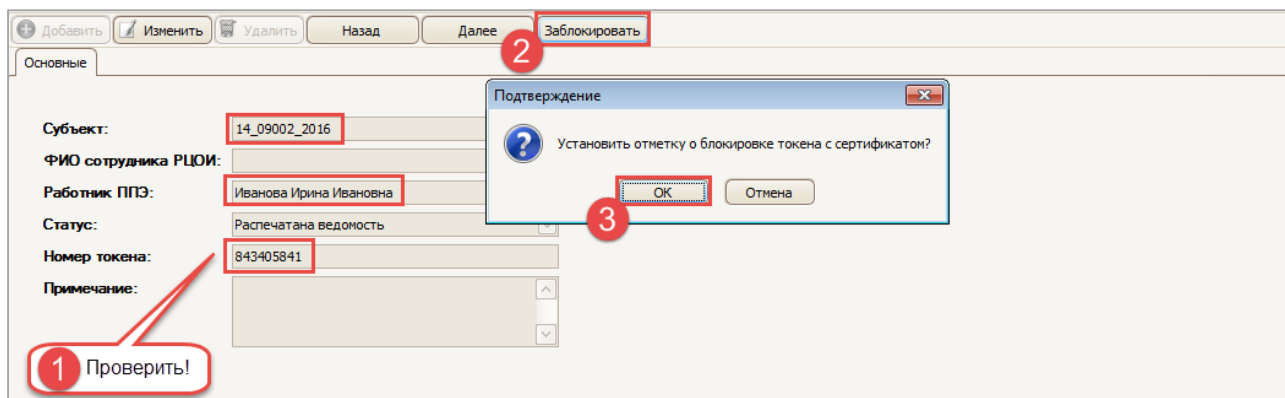 Добавить Изменить Удалить Назад Далее Заблокировать
2
Основные
Подтверждение
Установить отметку о блокировке токена с сертификатом?
OK Отмена
3
Субъект: 14_09002_2016
ФИО сотрудника РЦОИ:
Работник ППЭ: Иванова Ирина Ивановна
Статус: Распечатана ведомость
Номер токена: 843405841
Примечание:
1 Проверить!